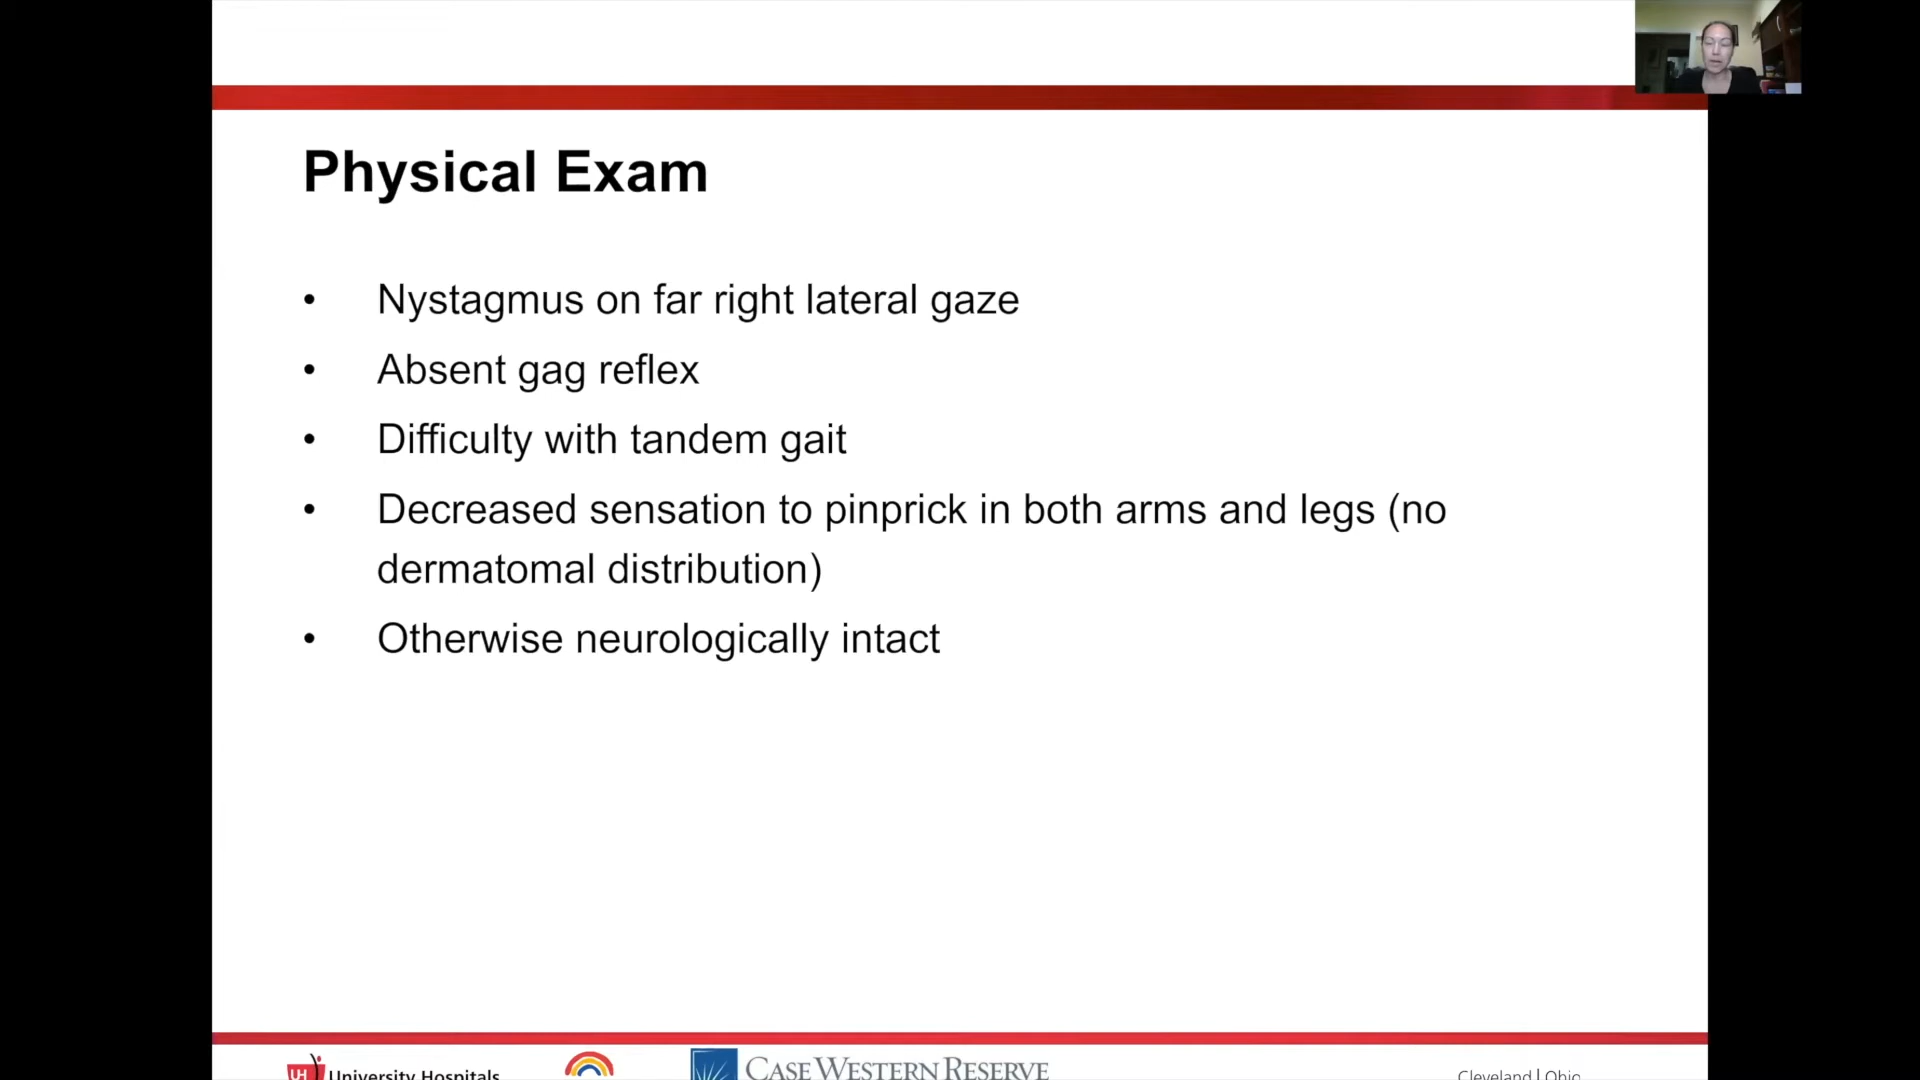 Physical Exam
• Nystagmus on far right lateral gaze
• Absent gag reflex
• Difficulty with tandem gait
• Decreased sensation to pinprick in both arms and legs (no
dermatomal distribution)
• Otherwise neurologically intact
UH University Hospitals
CASE WESTERN RESERVE
Cleveland | Ohio